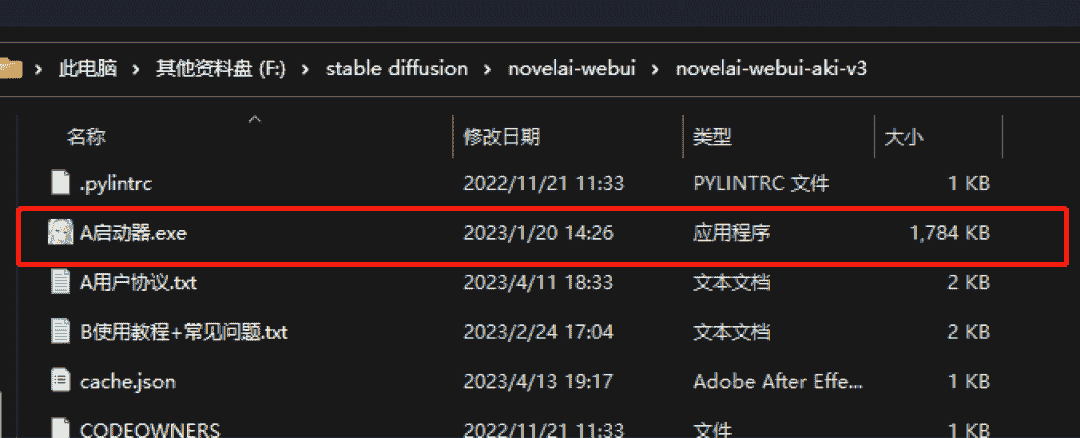 此电脑 > 其他资料盘 (F:) > stable diffusion > novelai-webui > novelai-webui-aki-v3
名称 修改日期 类型 大小
.pylintrc 2022/11/21 11:33 PYLINTRC 文件 1 KB
A启动器.exe 2023/1/20 14:26 应用程序 1,784 KB
A用户协议.txt 2023/4/11 18:33 文本文档 2 KB
B使用教程+常见问题.txt 2023/2/24 17:04 文本文档 2 KB
cache.json 2023/4/13 19:17 Adobe After Effe... 1 KB
CODEOWNERS 2022/11/21 11:33 文件 1 KB